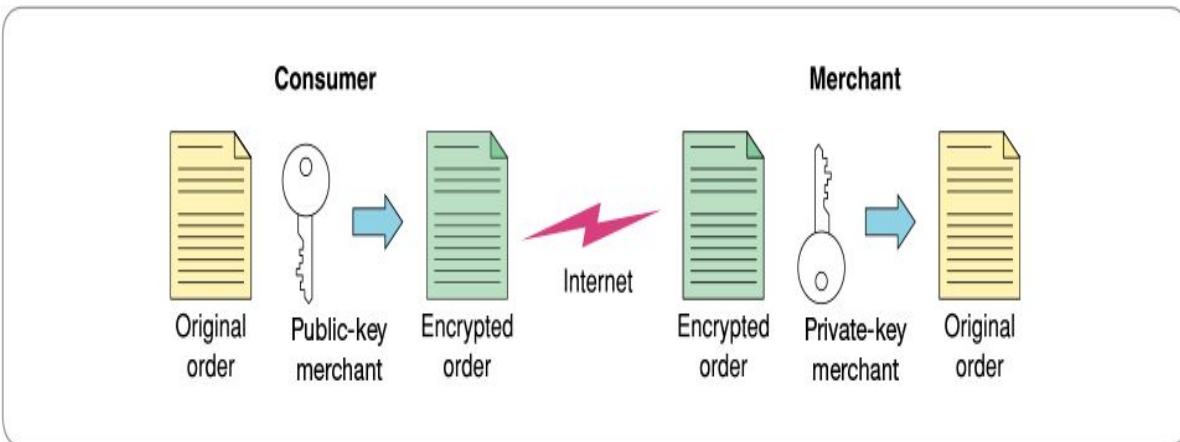 Consumer
Merchant
Internet
Original
order
Public-key
merchant
Encrypted
order
Encrypted
order
Private-key
merchant
Original
order